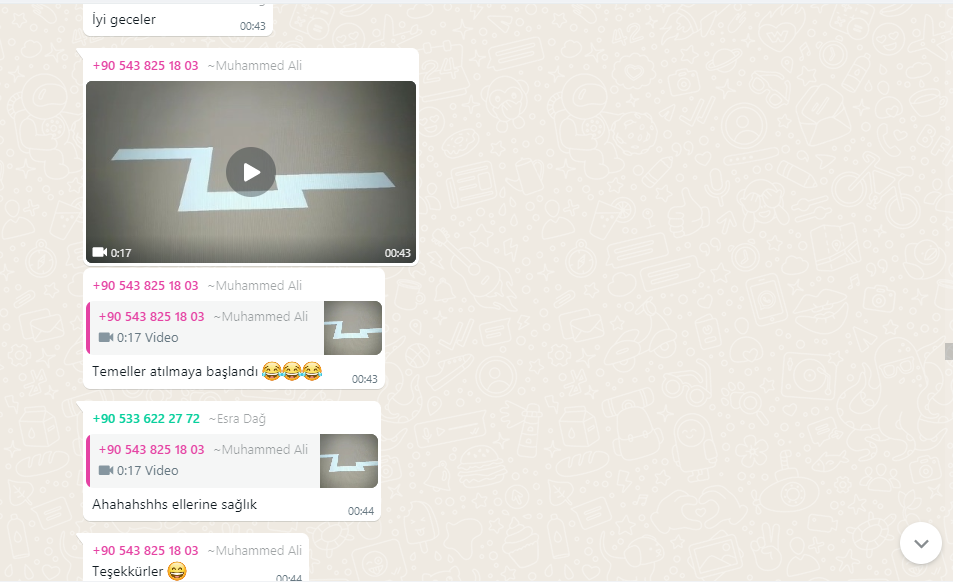 İyi geceler
00:43
+90 543 825 18 03 ~Muhammed Ali
0:17 00:43
+90 543 825 18 03 ~Muhammed Ali
+90 543 825 18 03 ~Muhammed Ali
0:17 Video
Temeller atılmaya başlandı 😂😂😂
00:43
+90 533 622 27 72 ~Esra Dağ
+90 543 825 18 03 ~Muhammed Ali
0:17 Video
Ahahahshhs ellerine sağlık
00:44
+90 543 825 18 03 ~Muhammed Ali
Teşekkürler 😄
00:44